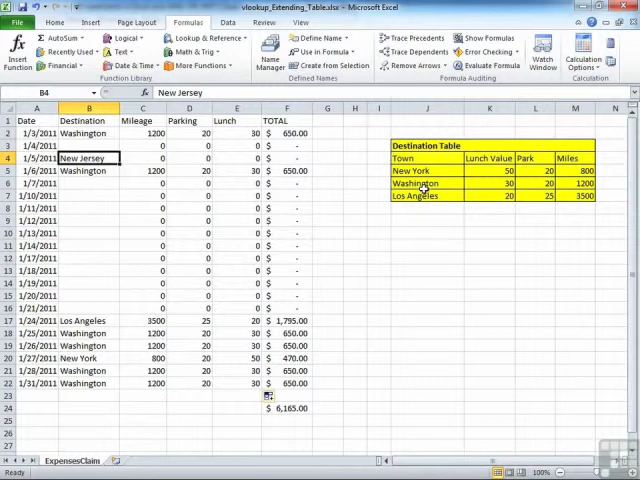 vlookup_Extending_Table.xlsx - Microsoft Excel
File Home Insert Page Layout Formulas Data Review View
fx Insert Function
AutoSum Logical Lookup & Reference
Recently Used Text Math & Trig
Financial Date & Time More Functions
Function Library
Name Manager
Define Name
Use in Formula
Create from Selection
Defined Names
Trace Precedents Show Formulas
Trace Dependents Error Checking
Remove Arrows Evaluate Formula
Formula Auditing
Watch Window
Calculation Options
Calculation
B4 fx New Jersey
A B C D E F G H I J K L M N
1 Date Destination Mileage Parking Lunch TOTAL
2 1/3/2011 Washington 1200 20 30 $ 650.00
3 1/4/2011 0 0 0 $ - Destination Table
4 1/5/2011 New Jersey 0 0 0 $ - Town Lunch Value Park Miles
5 1/6/2011 Washington 1200 20 30 $ 650.00 New York 50 20 800
6 1/7/2011 0 0 0 $ - Washington 30 20 1200
7 1/10/2011 0 0 0 $ - Los Angeles 20 25 3500
8 1/11/2011 0 0 0 $ -
9 1/12/2011 0 0 0 $ -
10 1/13/2011 0 0 0 $ -
11 1/14/2011 0 0 0 $ -
12 1/17/2011 0 0 0 $ -
13 1/18/2011 0 0 0 $ -
14 1/19/2011 0 0 0 $ -
15 1/20/2011 0 0 0 $ -
16 1/21/2011 0 0 0 $ -
17 1/24/2011 Los Angeles 3500 25 20 $ 1,795.00
18 1/25/2011 Washington 1200 20 30 $ 650.00
19 1/26/2011 Washington 1200 20 30 $ 650.00
20 1/27/2011 New York 800 20 50 $ 470.00
21 1/28/2011 Washington 1200 20 30 $ 650.00
22 1/31/2011 Washington 1200 20 30 $ 650.00
23
24 $ 6,165.00
25
26
27
ExpensesClaim
Ready 100%